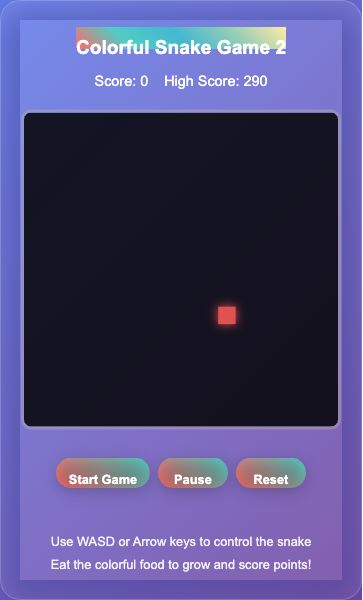 Colorful Snake Game 2
Score: 0 High Score: 290
Start Game Pause Reset
Use WASD or Arrow keys to control the snake
Eat the colorful food to grow and score points!